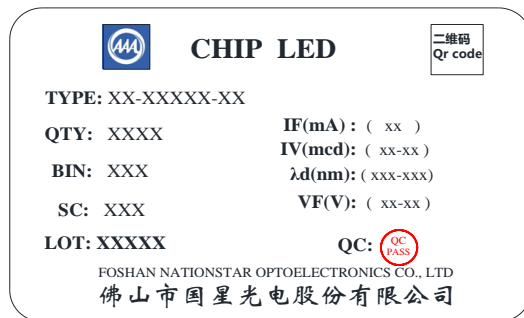 CHIP LED
二维码
Qr code
TYPE: XX-XXXXX-XX
QTY: XXXX
IF(mA) : ( xx )
IV(mcd): ( xx-xx )
BIN: XXX
λd(nm): ( xxx-xxx)
SC: XXX
VF(V): ( xx-xx )
LOT: XXXXX
QC:
QC
PASS
FOSHAN NATIONSTAR OPTOELECTRONICS CO., LTD
佛山市国星光电股份有限公司